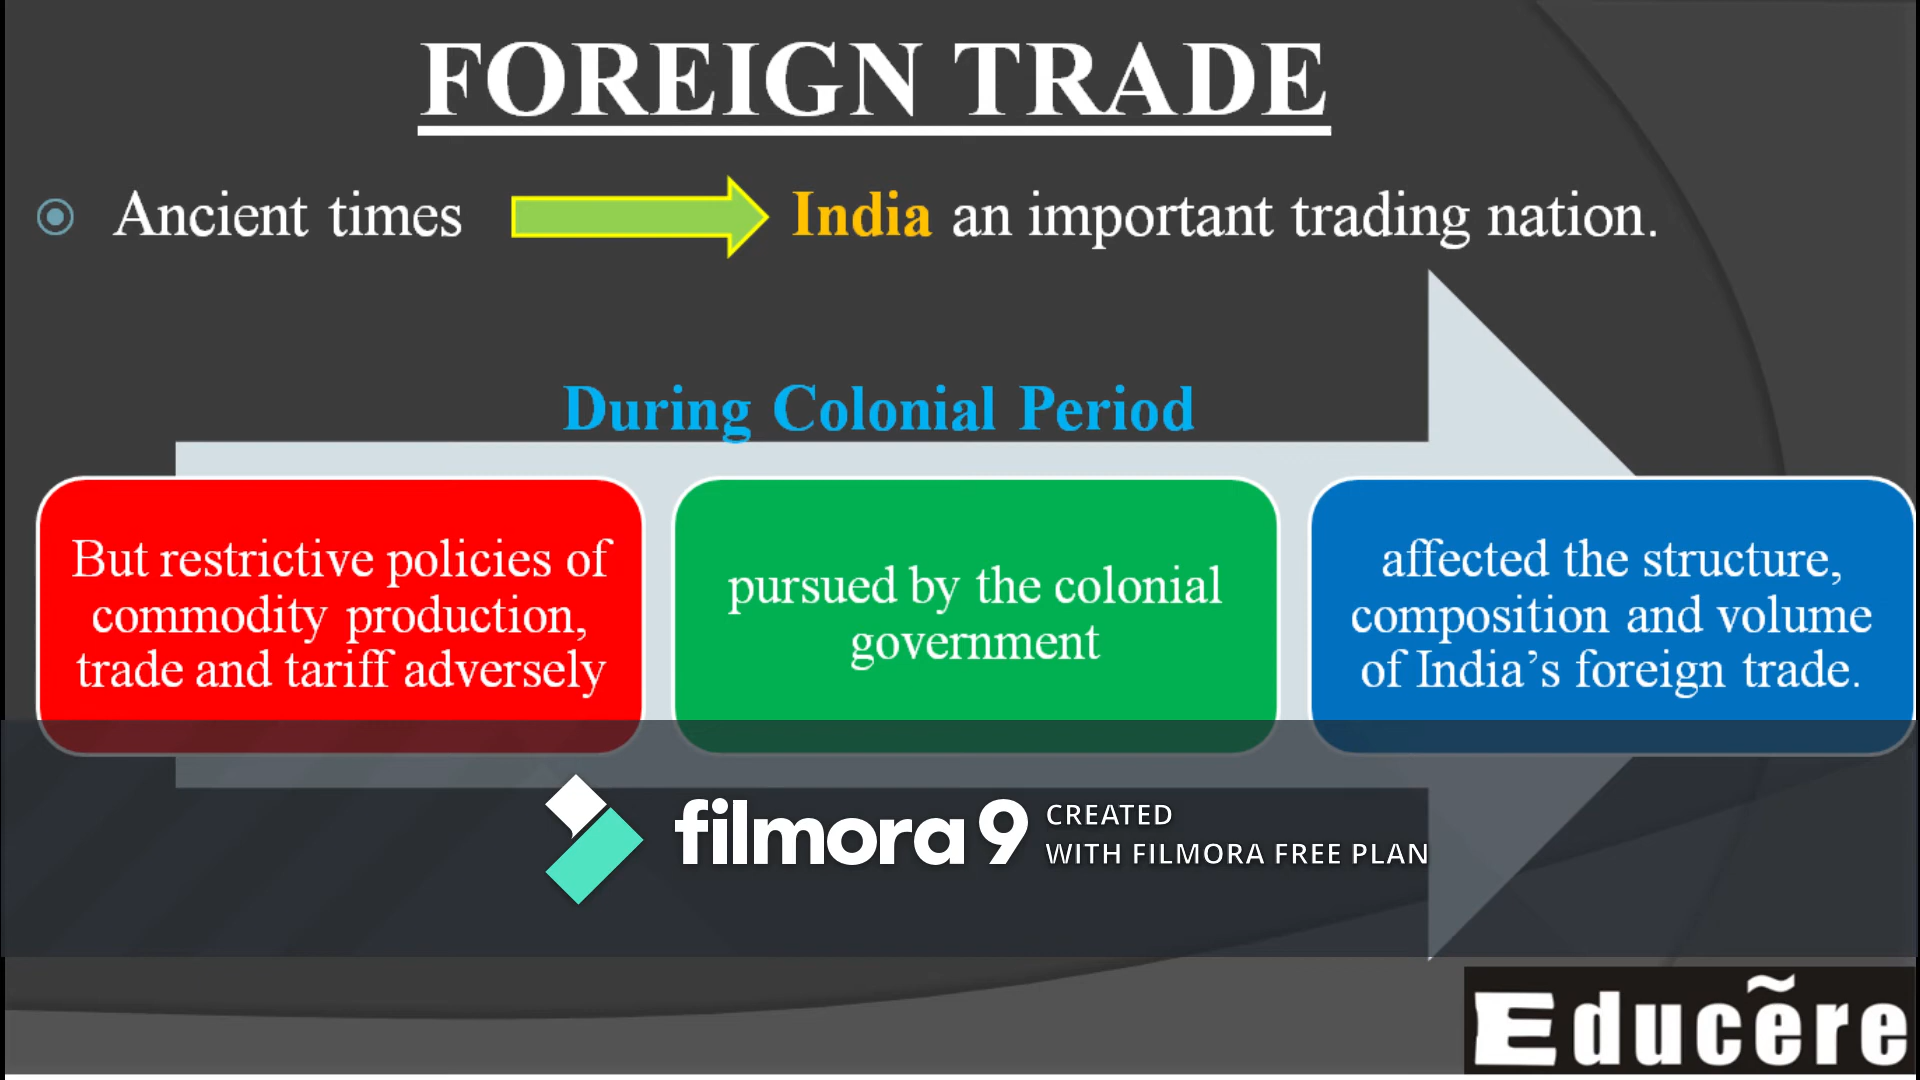 FOREIGN TRADE
Ancient times India an important trading nation.
During Colonial Period
But restrictive policies of
commodity production,
trade and tariff adversely
pursued by the colonial
government
affected the structure,
composition and volume
of India’s foreign trade.
filmora 9 CREATED
WITH FILMORA FREE PLAN
Educẽre